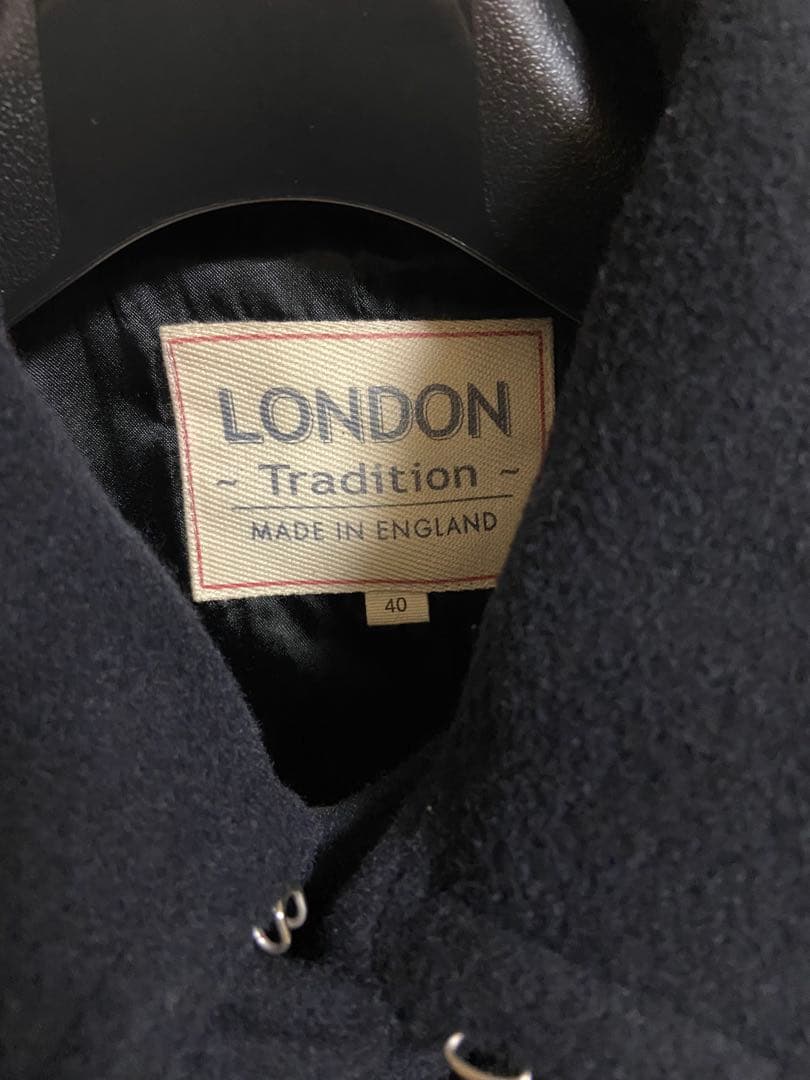 LONDON
~ Tradition ~
MADE IN ENGLAND
40